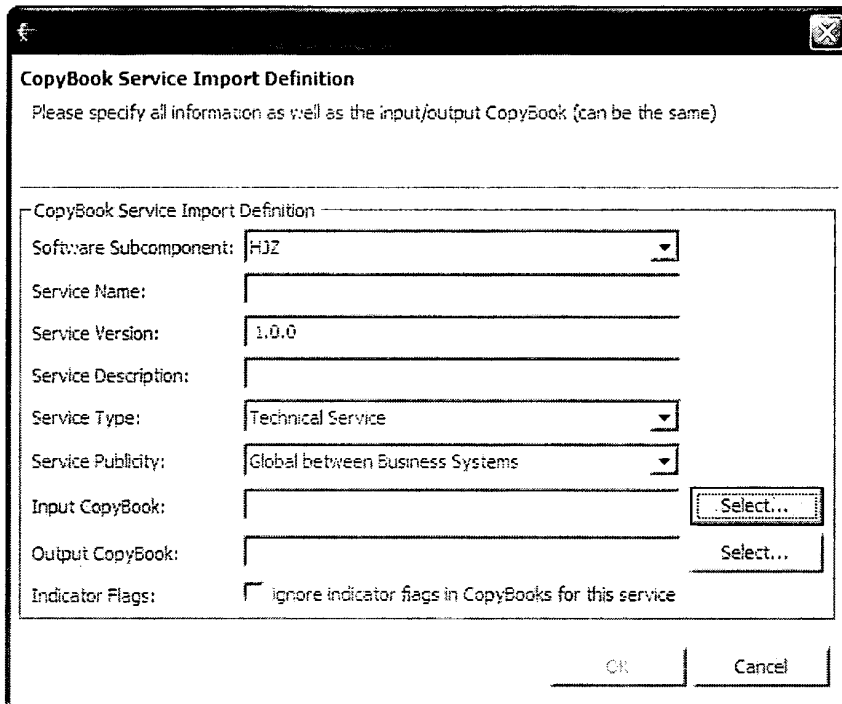 CopyBook Service Import Definition
Please specify all information as well as the input/output CopyBook (can be the same)
CopyBook Service Import Definition
Software Subcomponent: HJZ
Service Name:
Service Version: 1.0.0
Service Description:
Service Type: Technical Service
Service Publicity: Global between Business Systems
Input CopyBook: Select...
Output CopyBook: Select...
Indicator Flags: ignore indicator flags in CopyBooks for this service
OK Cancel